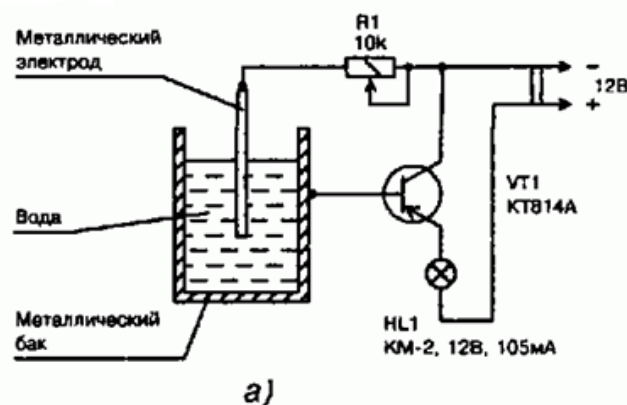 Металлический
электрод
R1
10k
−
12В
+
Вода
VT1
КТ814А
Металлический
бак
HL1
КМ-2, 12В, 105мА
а)